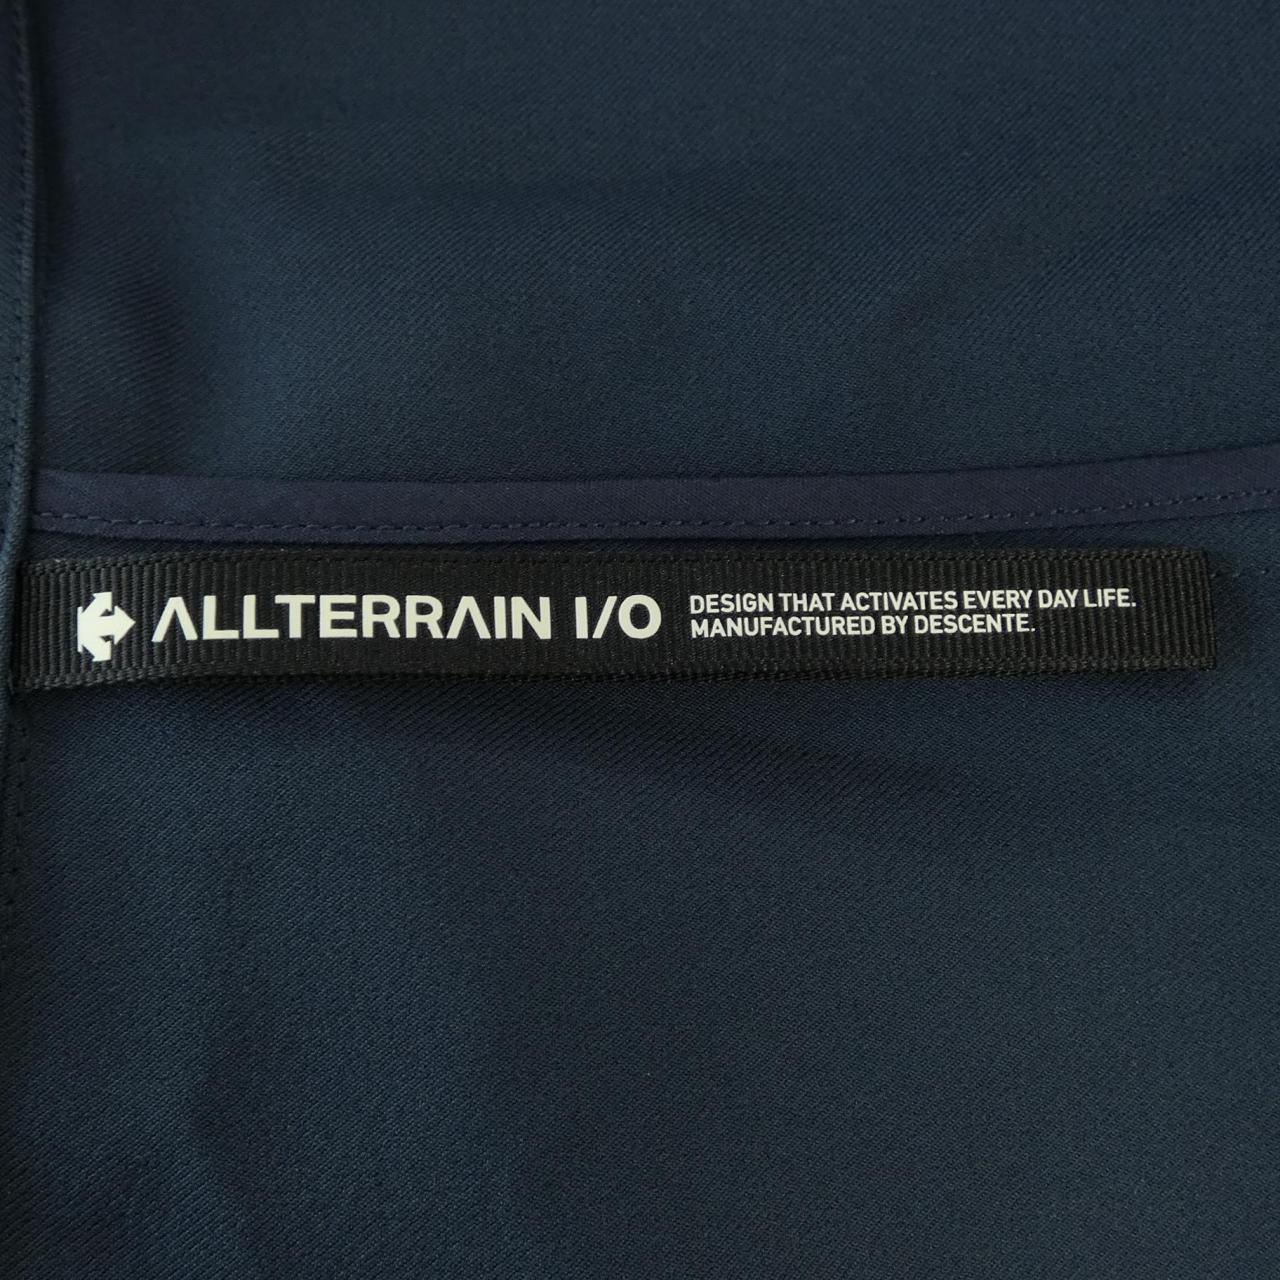 ALLTERRAIN I/O
DESIGN THAT ACTIVATES EVERY DAY LIFE.
MANUFACTURED BY DESCENTE.